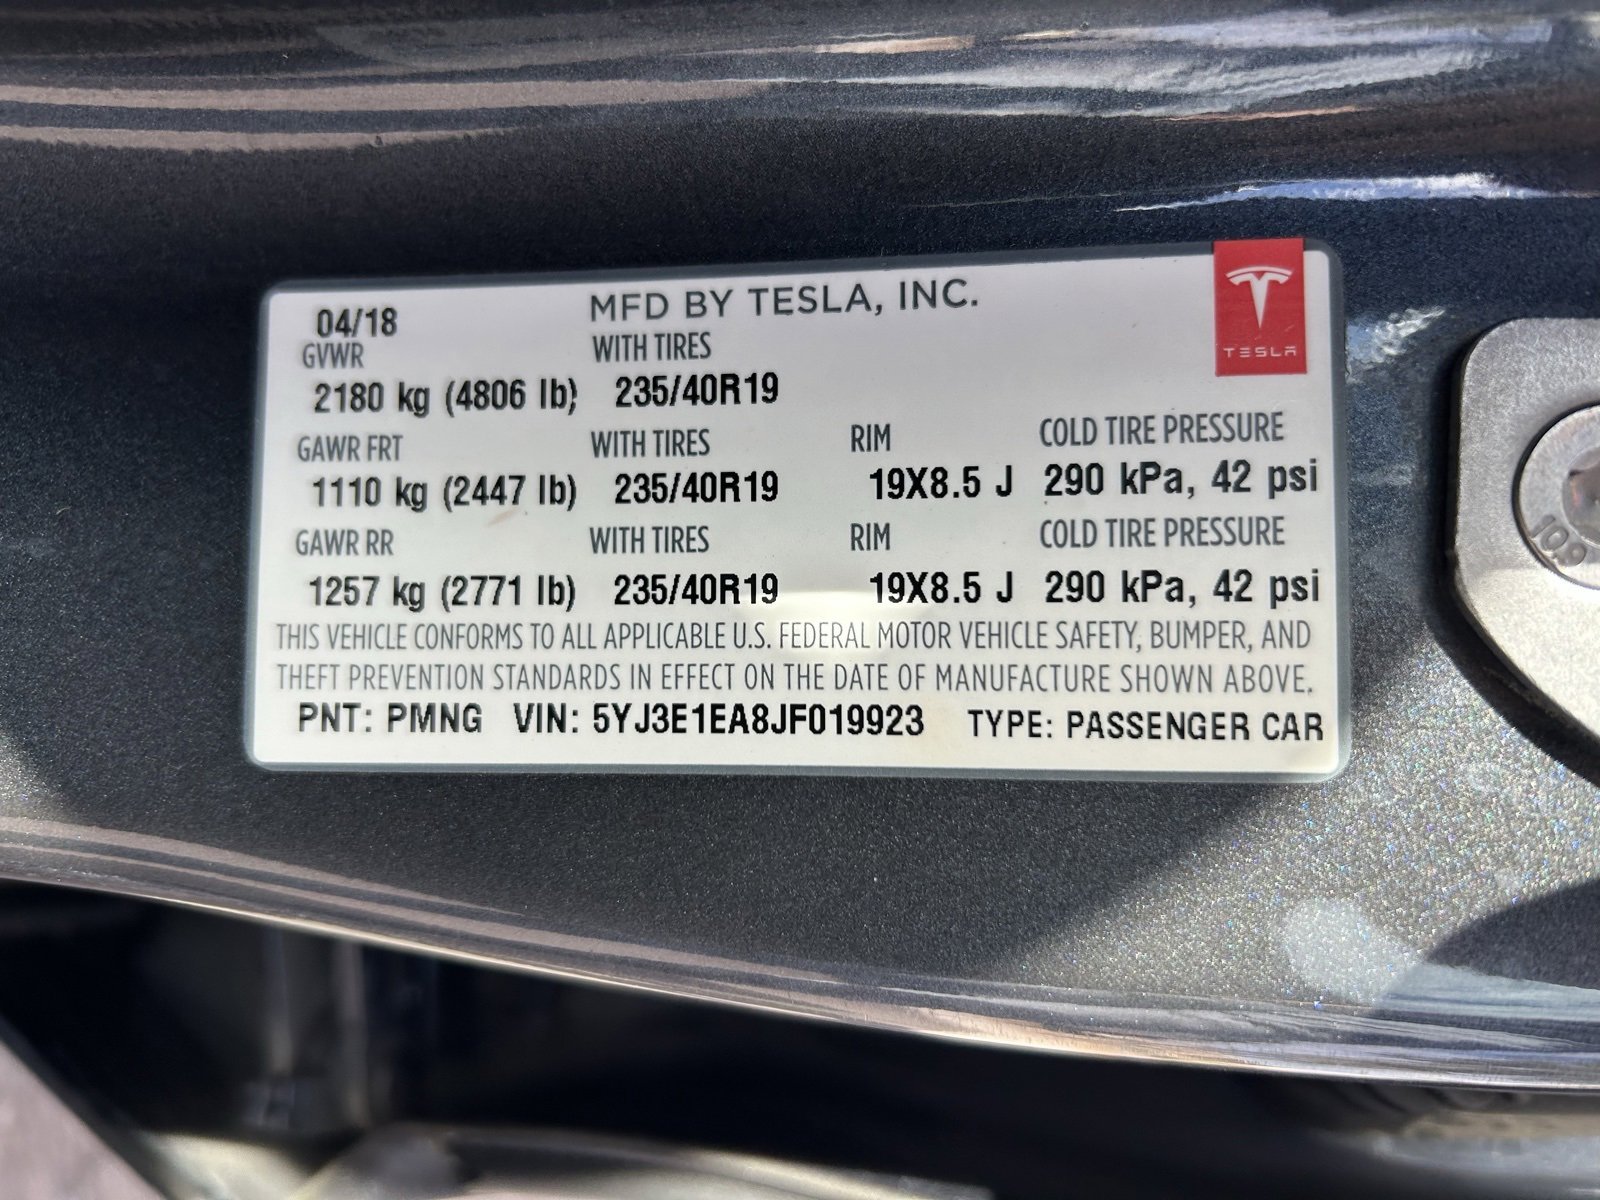 04/18 MFD BY TESLA, INC.
TESLA
GVWR WITH TIRES
2180 kg (4806 lb) 235/40R19
GAWR FRT WITH TIRES RIM COLD TIRE PRESSURE
1110 kg (2447 lb) 235/40R19 19X8.5 J 290 kPa, 42 psi
GAWR RR WITH TIRES RIM COLD TIRE PRESSURE
1257 kg (2771 lb) 235/40R19 19X8.5 J 290 kPa, 42 psi
THIS VEHICLE CONFORMS TO ALL APPLICABLE U.S. FEDERAL MOTOR VEHICLE SAFETY, BUMPER, AND
THEFT PREVENTION STANDARDS IN EFFECT ON THE DATE OF MANUFACTURE SHOWN ABOVE.
PNT: PMNG VIN: 5YJ3E1EA8JF019923 TYPE: PASSENGER CAR
10.9